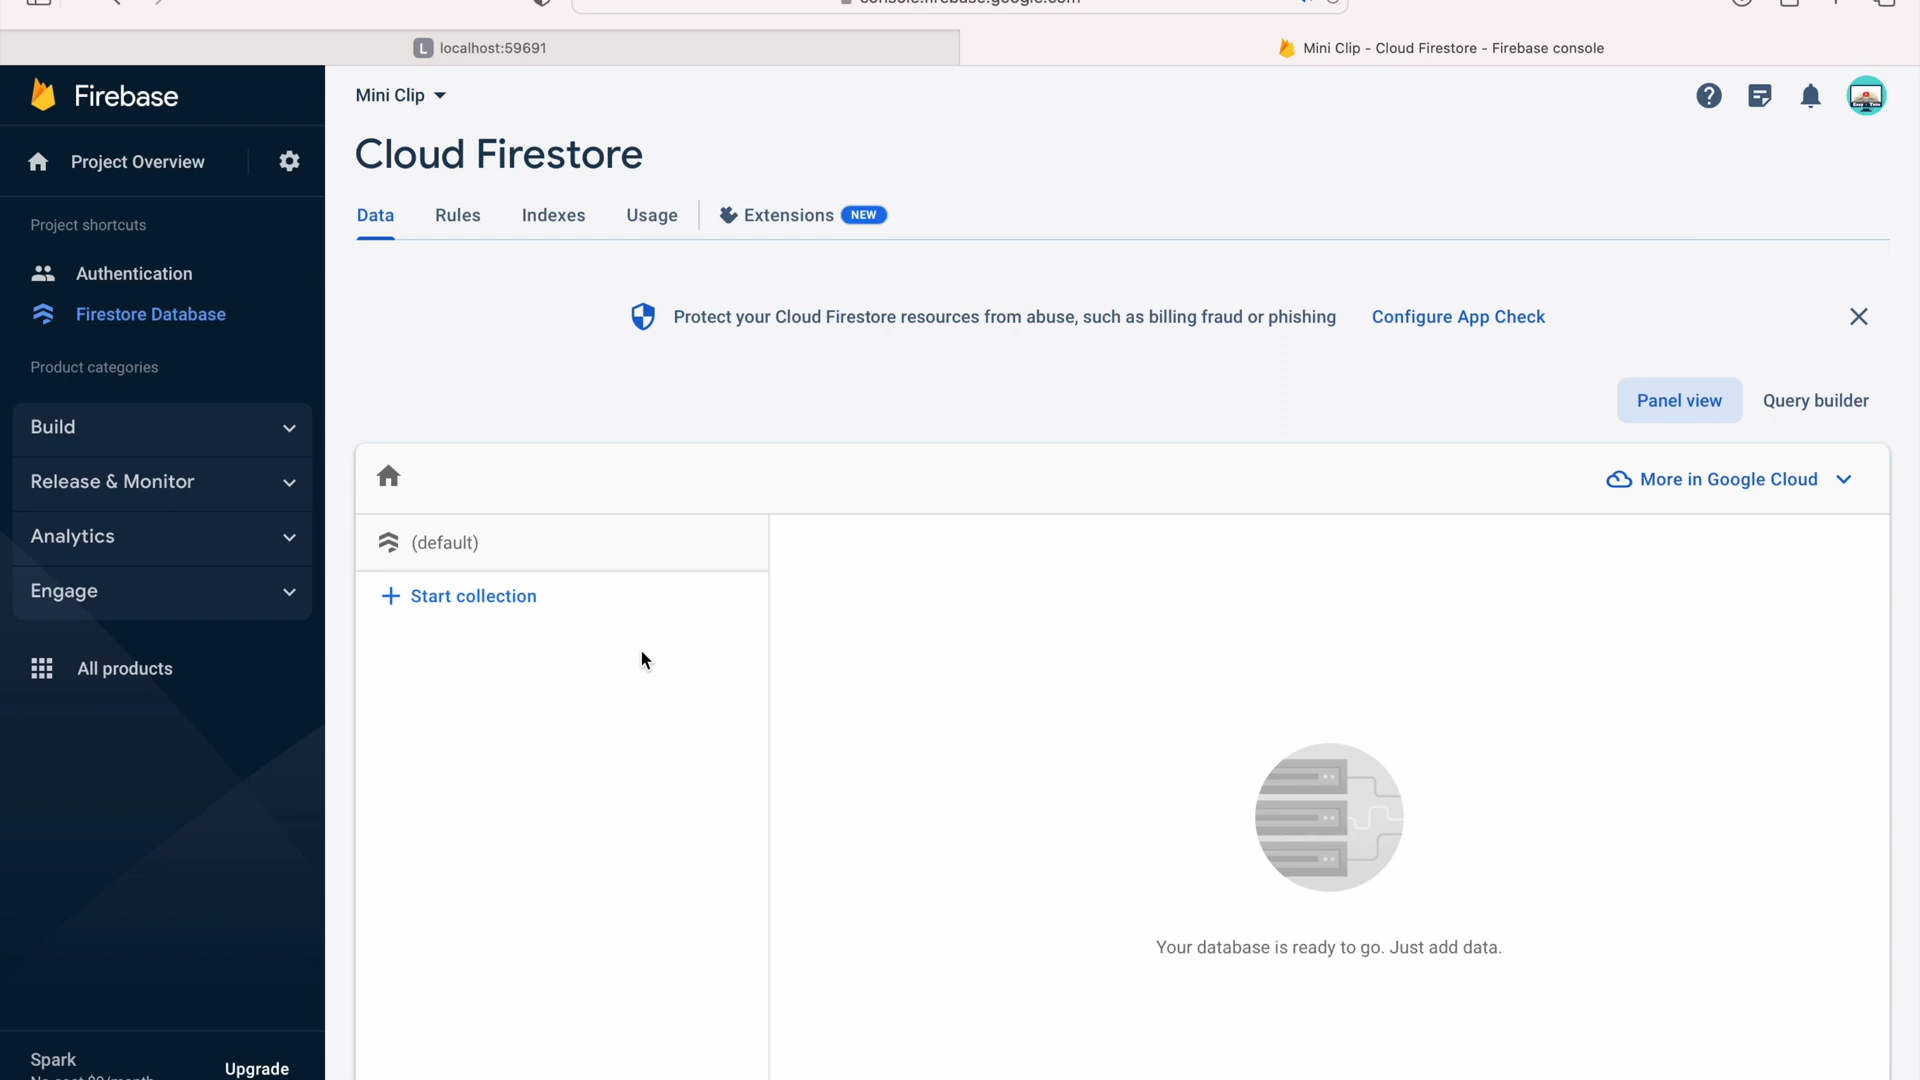 L localhost:59691
Mini Clip - Cloud Firestore - Firebase console
Firebase
Project Overview
Project shortcuts
Authentication
Firestore Database
Product categories
Build
Release & Monitor
Analytics
Engage
All products
Spark
Upgrade
Mini Clip
Cloud Firestore
Data
Rules
Indexes
Usage
Extensions NEW
Protect your Cloud Firestore resources from abuse, such as billing fraud or phishing
Configure App Check
Panel view
Query builder
More in Google Cloud
(default)
+ Start collection
Your database is ready to go. Just add data.